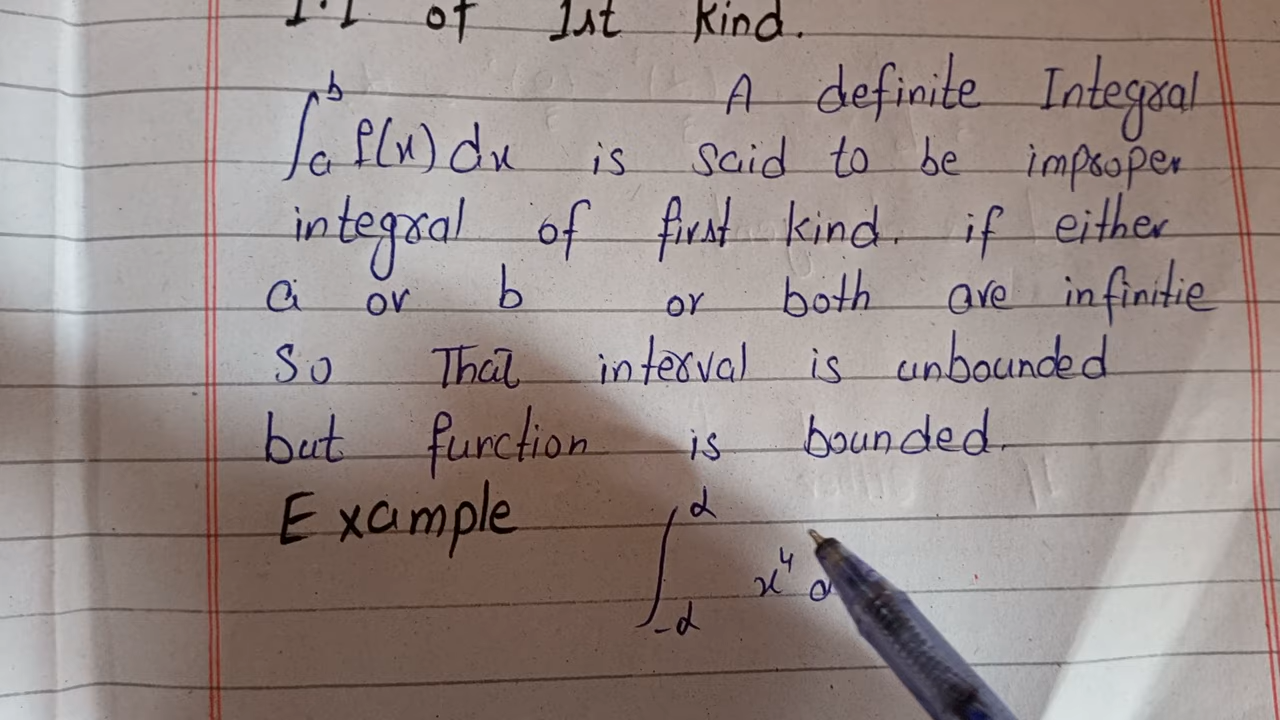 I.I of 1st kind.
∫ₐᵇ f(x) dx A definite Integral
is said to be improper
integral of first kind. if either
a or b or both are infinitie
So That interval is unbounded
but function is bounded.
Example ∫₋∝^∝ x⁴ d